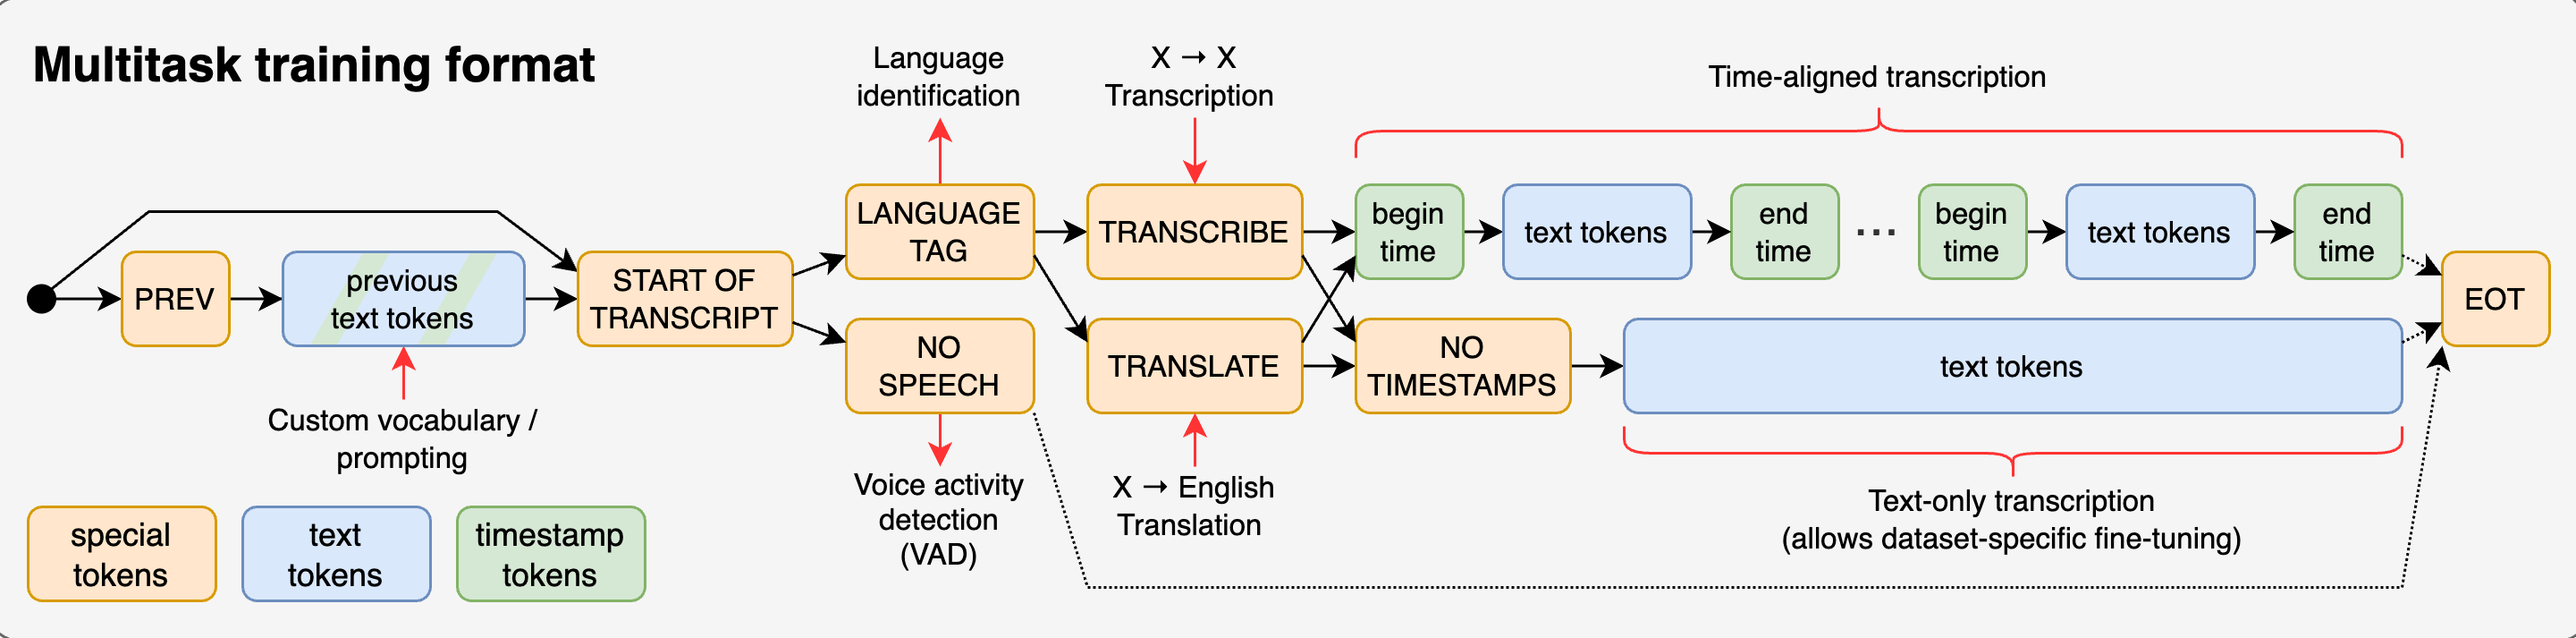 Multitask training format
Language
identification
X → X
Transcription
Time-aligned transcription
PREV
previous
text tokens
START OF
TRANSCRIPT
LANGUAGE
TAG
NO
SPEECH
TRANSCRIBE
TRANSLATE
begin
time
text tokens
end
time
...
begin
time
text tokens
end
time
NO
TIMESTAMPS
text tokens
EOT
Custom vocabulary /
prompting
Voice activity
detection
(VAD)
X → English
Translation
Text-only transcription
(allows dataset-specific fine-tuning)
special
tokens
text
tokens
timestamp
tokens